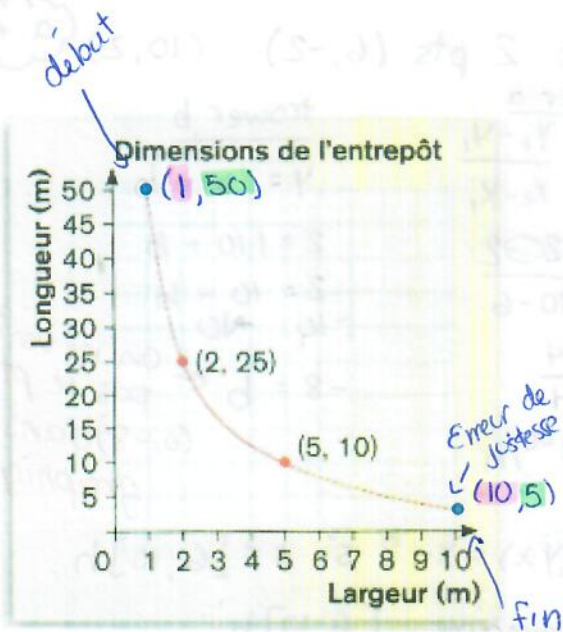 début
Dimensions de l'entrepôt
Longueur (m)
50
45
40
35
30
25
20
15
10
5
(1, 50)
(2, 25)
(5, 10)
Erreur de
justesse
(10, 5)
0 1 2 3 4 5 6 7 8 9 10
Largeur (m)
fin